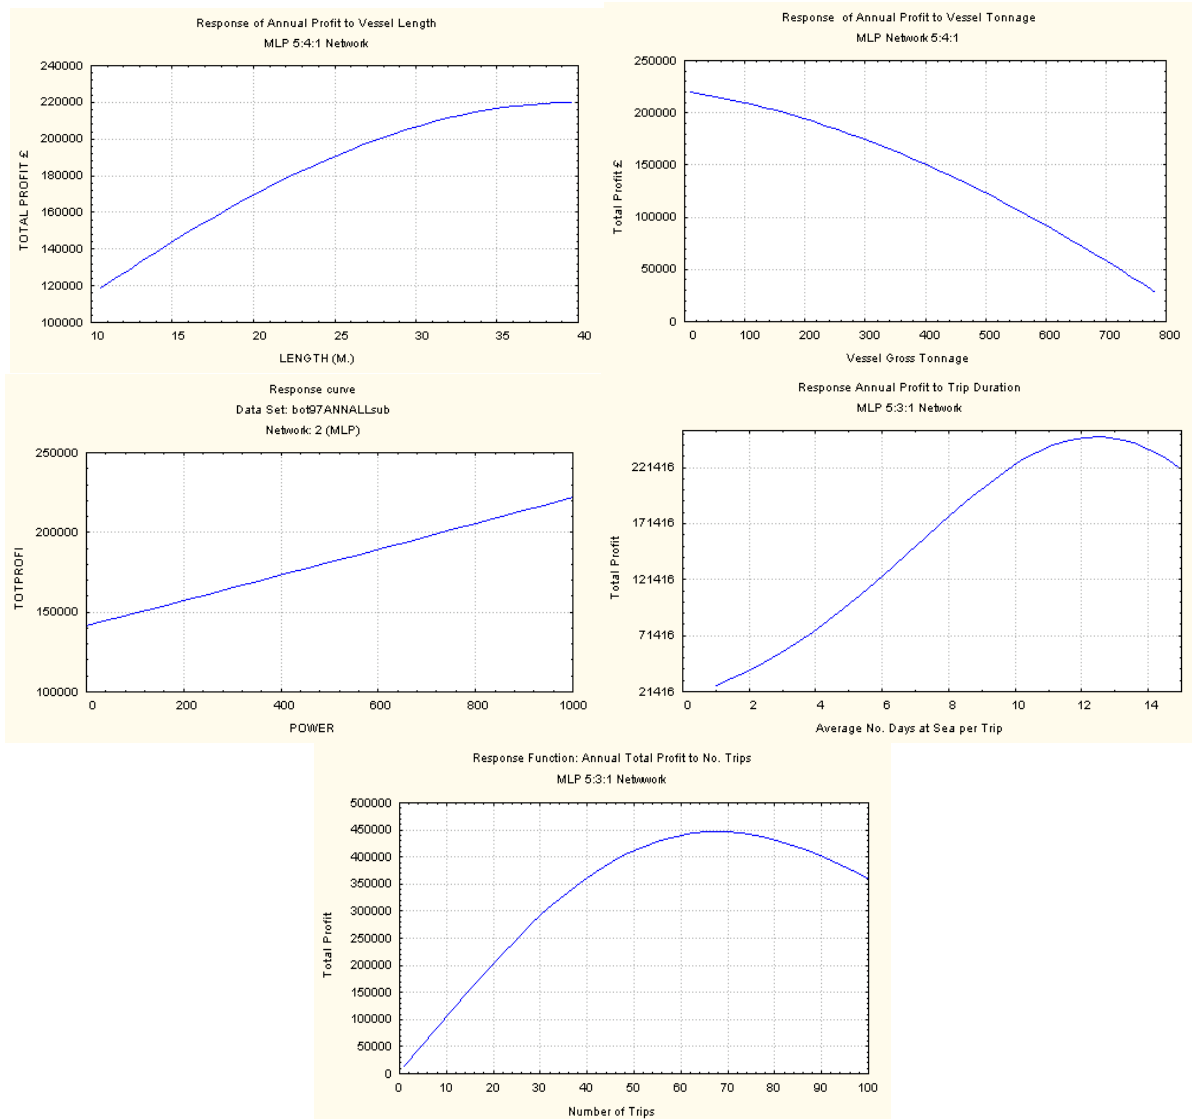 Response of Annual Profit to Vessel Length
MLP 5:4:1 Network
240000
220000
200000
180000
160000
140000
120000
100000
TOTAL PROFIT £
10 15 20 25 30 35 40
LENGTH (M.)
Response of Annual Profit to Vessel Tonnage
MLP Network 5:4:1
250000
200000
150000
100000
50000
0
Total Profit £
0 100 200 300 400 500 600 700 800
Vessel Gross Tonnage
Response curve
Data Set: bot97ANNALLsub
Network: 2 (MLP)
250000
200000
150000
100000
TOTPROFI
0 200 400 600 800 1000
POWER
Response Annual Profit to Trip Duration
MLP 5:3:1 Network
221416
171416
121416
71416
21416
Total Profit
0 2 4 6 8 10 12 14
Average No. Days at Sea per Trip
Response Function: Annual Total Profit to No. Trips
MLP 5:3:1 Netwwork
500000
450000
400000
350000
300000
250000
200000
150000
100000
50000
0
Total Profit
0 10 20 30 40 50 60 70 80 90 100
Number of Trips